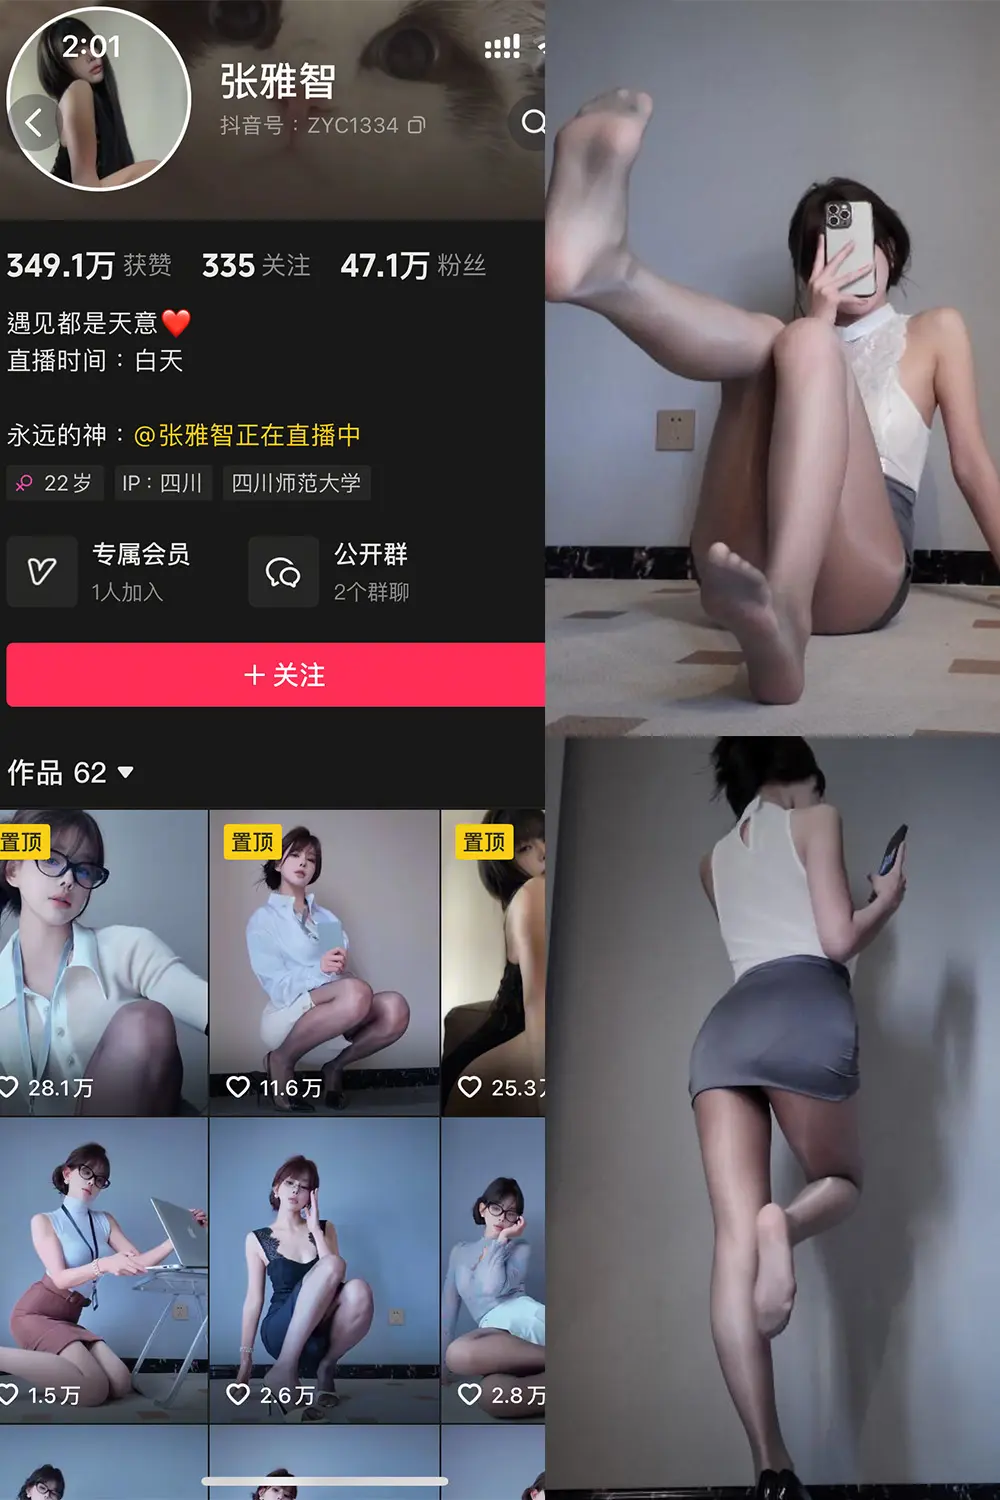 2:01
张雅智
抖音号：ZYC1334
349.1万 获赞 335 关注 47.1万 粉丝
遇见都是天意❤️
直播时间：白天
永远的神：@张雅智正在直播中
22岁 IP：四川 四川师范大学
专属会员 公开群
1人加入 2个群聊
＋关注
作品 62
置顶 置顶 置顶
28.1万 11.6万 25.3万
1.5万 2.6万 2.8万